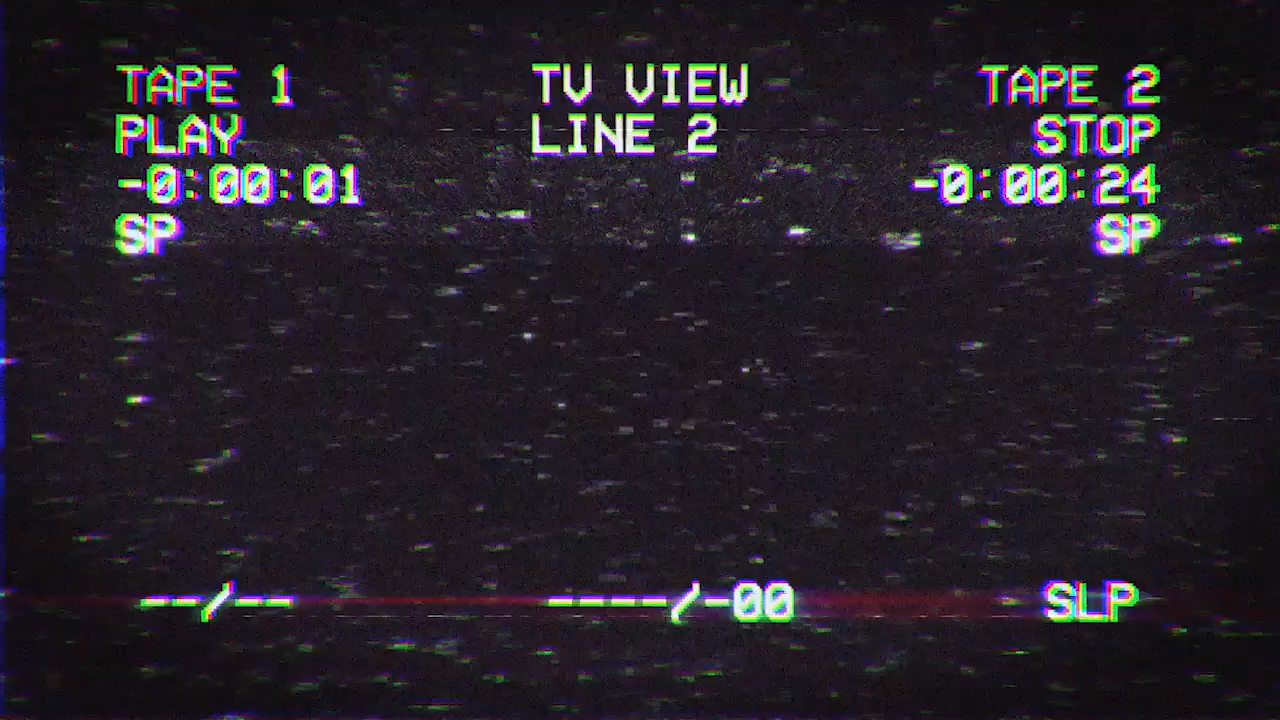 TAPE 1
PLAY
-0:00:01
SP
TV VIEW
LINE 2
TAPE 2
STOP
-0:00:24
SP
--/--
----/-00
SLP